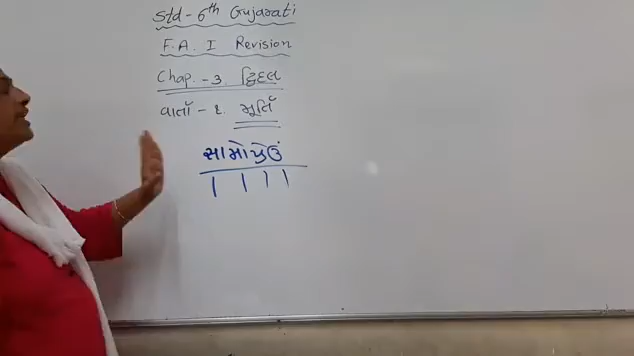 Std - 6th Gujarati
F.A. I Revision
Chap. - 3. દ્વિદલ
વાર્તા - ૧. મૂર્તિ
સામોપ્રેઉં